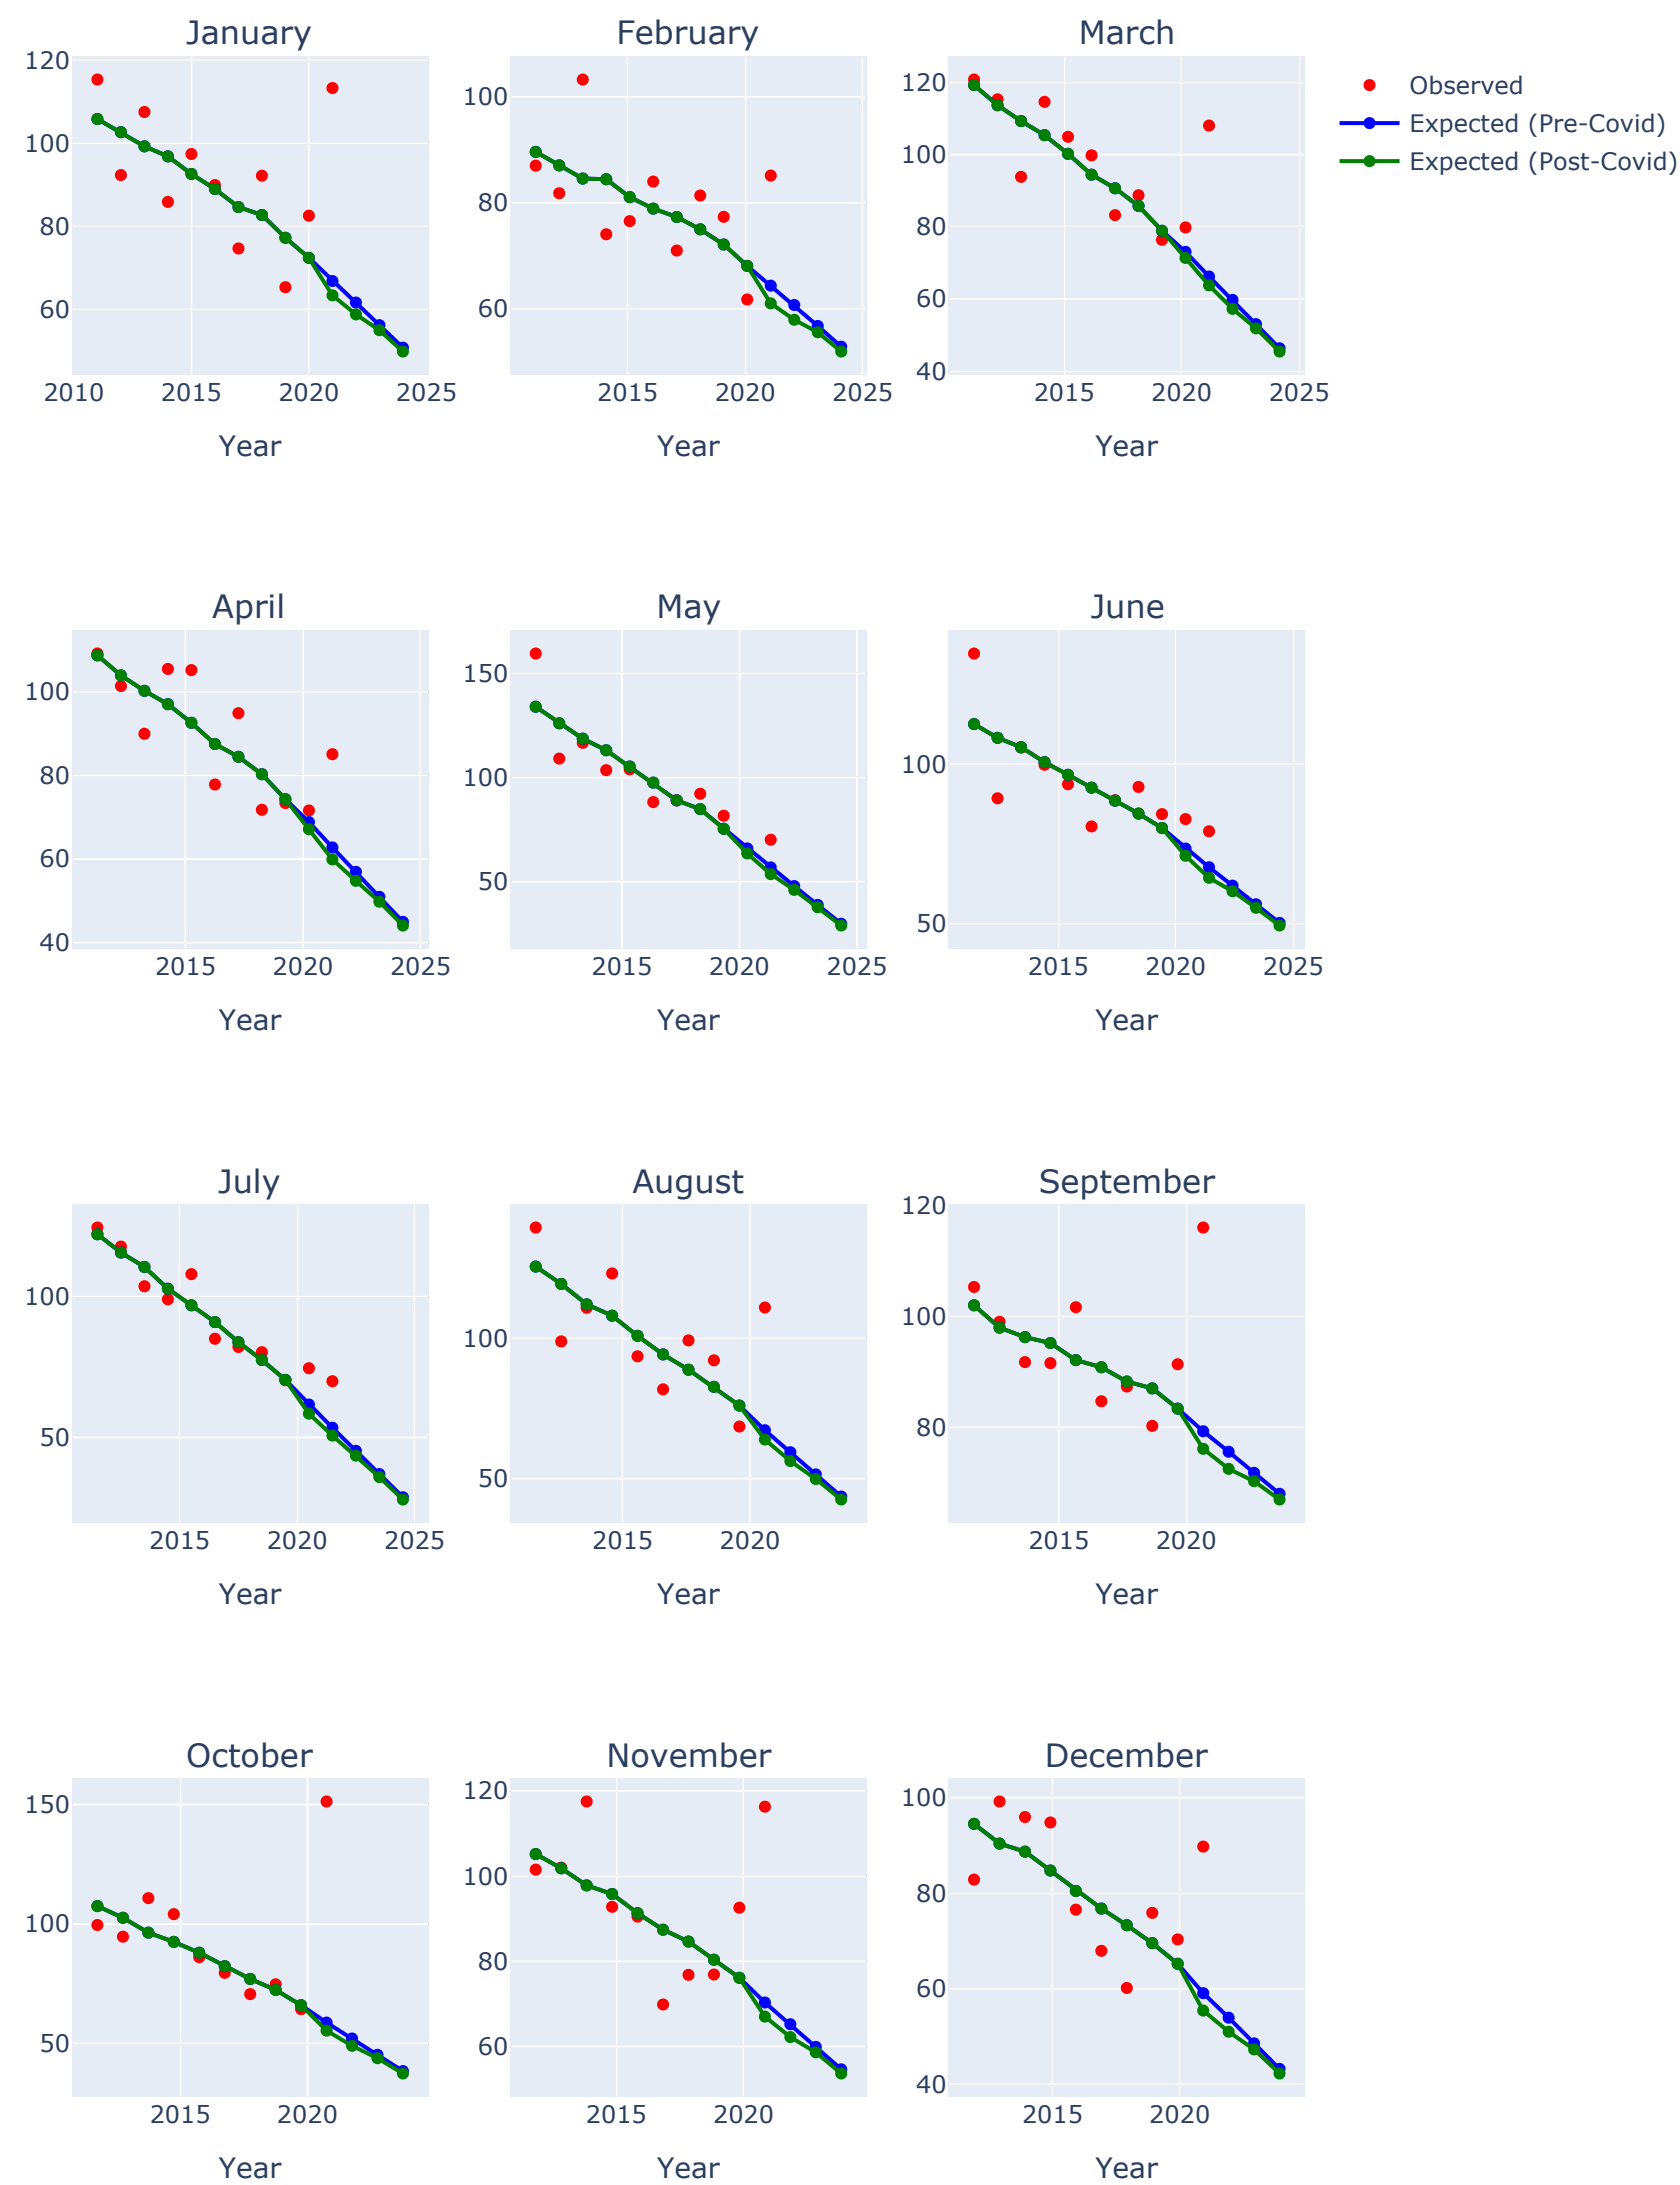 January
February
March
Observed
Expected (Pre-Covid)
Expected (Post-Covid)
120
100
80
60
100
80
60
120
100
80
60
40
2010
2015
2020
2025
2015
2020
2025
2015
2020
2025
Year
Year
Year
April
May
June
100
80
60
40
150
100
50
100
50
2015
2020
2025
2015
2020
2025
2015
2020
2025
Year
Year
Year
July
August
September
100
50
100
50
120
100
80
2015
2020
2025
2015
2020
2015
2020
Year
Year
Year
October
November
December
150
100
50
120
100
80
60
100
80
60
40
2015
2020
2015
2020
2015
2020
Year
Year
Year